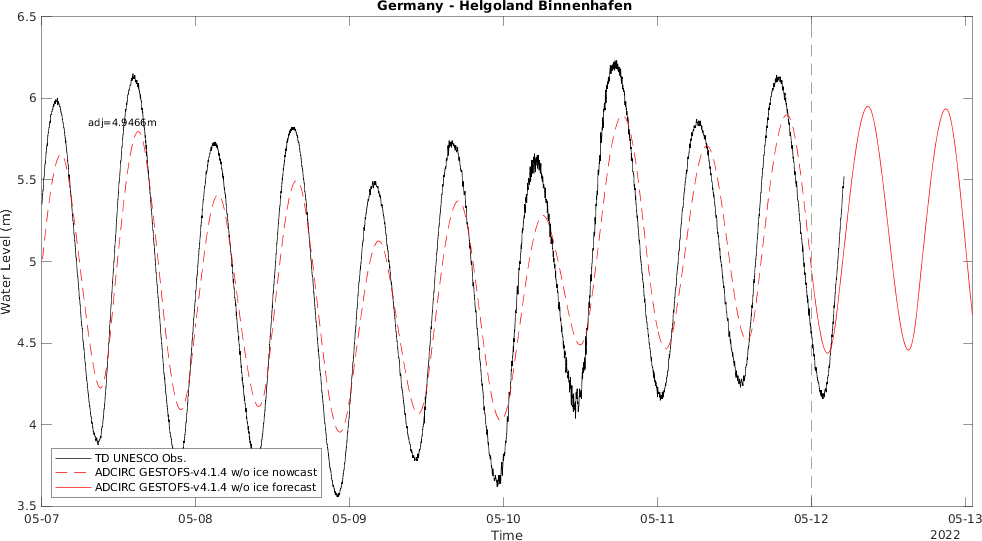 Germany - Helgoland Binnenhafen
6.5
6
5.5
5
4.5
4
3.5
Water Level (m)
adj=4.9466m
TD UNESCO Obs.
ADCIRC GESTOFS-v4.1.4 w/o ice nowcast
ADCIRC GESTOFS-v4.1.4 w/o ice forecast
05-07 05-08 05-09 05-10 05-11 05-12 05-13
Time
2022